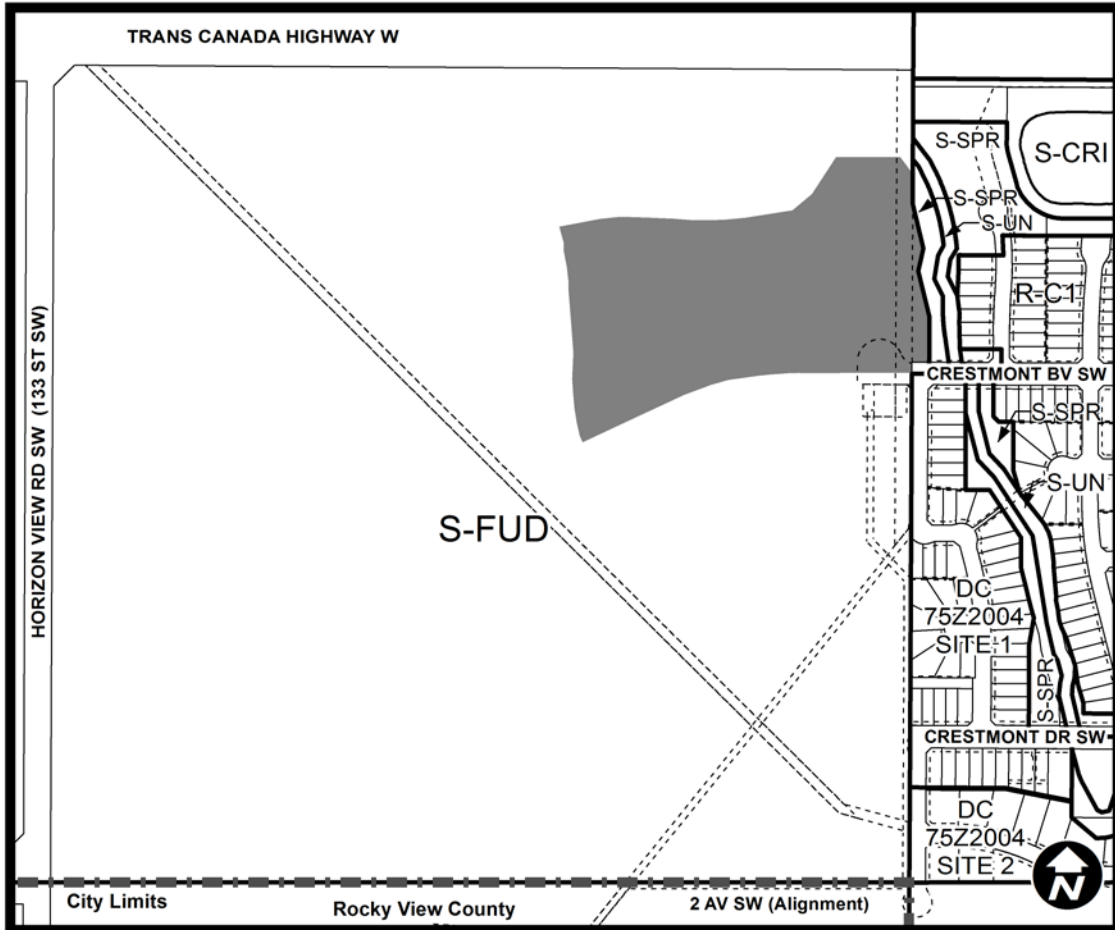 TRANS CANADA HIGHWAY W
S-SPR
S-CRI
S-SPR
S-UN
R-C1
HORIZON VIEW RD SW (133 ST SW)
CRESTMONT BV SW
S-SPR
S-UN
S-FUD
DC
75Z2004
SITE 1
S-SPR
CRESTMONT DR SW
DC
75Z2004
SITE 2
N
City Limits
Rocky View County
2 AV SW (Alignment)